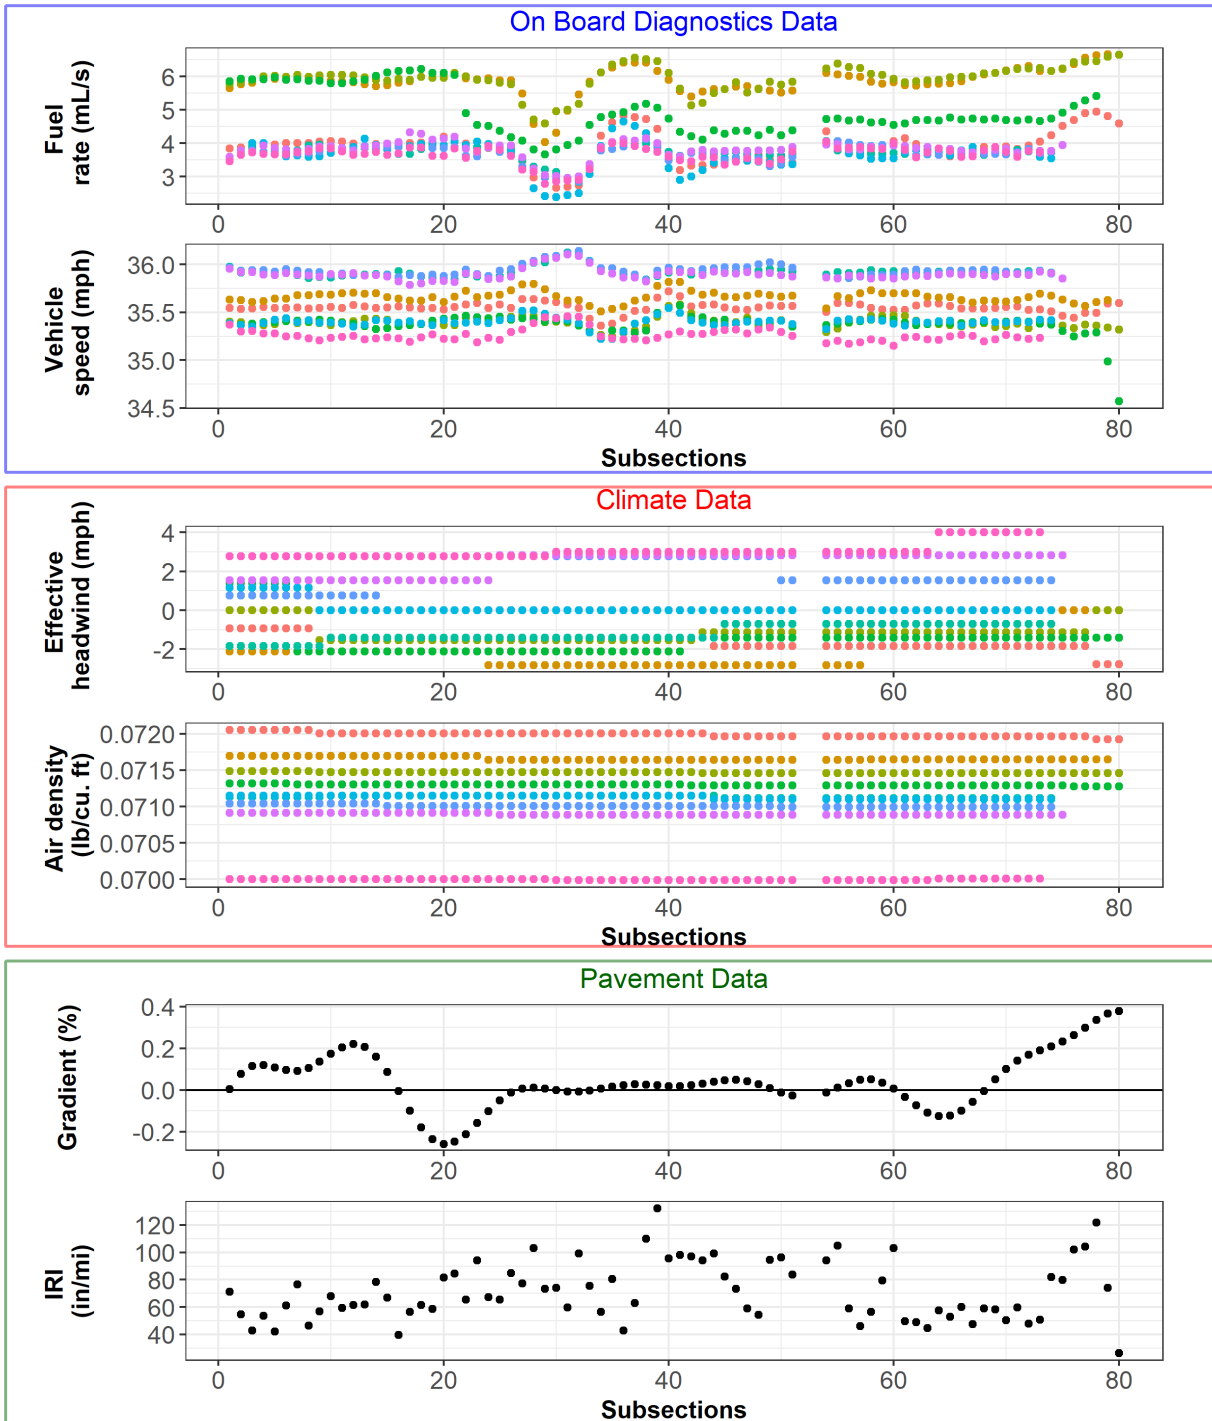 On Board Diagnostics Data
Fuel
rate (mL/s)
6
5
4
3
0 20 40 60 80
Vehicle
speed (mph)
36.0
35.5
35.0
34.5
0 20 40 60 80
Subsections
Climate Data
Effective
headwind (mph)
4
2
0
-2
0 20 40 60 80
Air density
(lb/cu. ft)
0.0720
0.0715
0.0710
0.0705
0.0700
0 20 40 60 80
Subsections
Pavement Data
Gradient (%)
0.4
0.2
0.0
-0.2
0 20 40 60 80
IRI
(in/mi)
120
100
80
60
40
0 20 40 60 80
Subsections